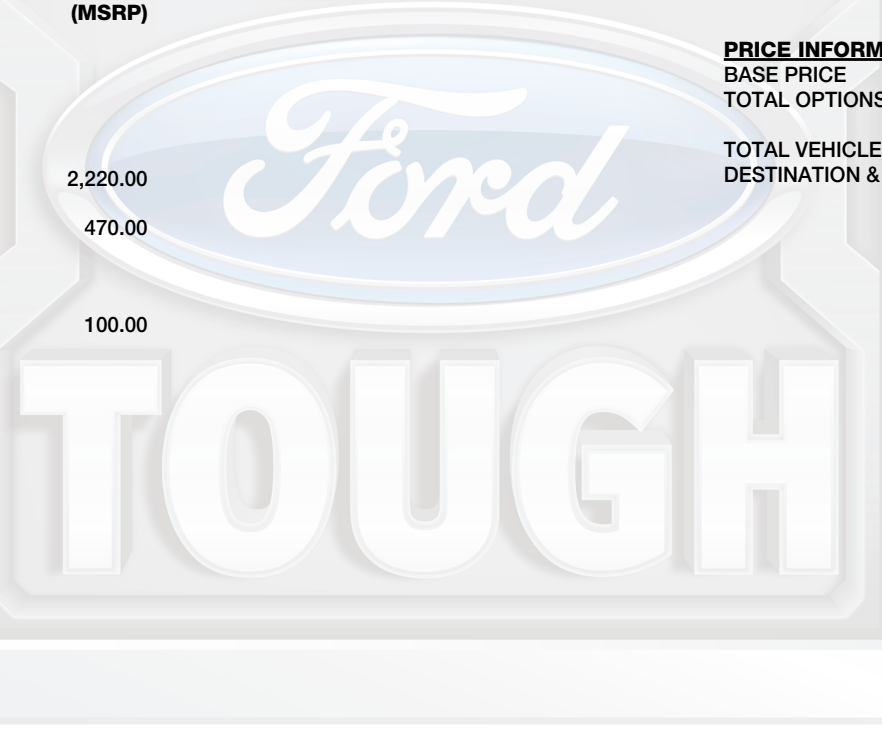 (MSRP)
2,220.00
470.00
100.00
PRICE INFORM
BASE PRICE
TOTAL OPTIONS
TOTAL VEHICLE
DESTINATION &
Ford
TOUGH